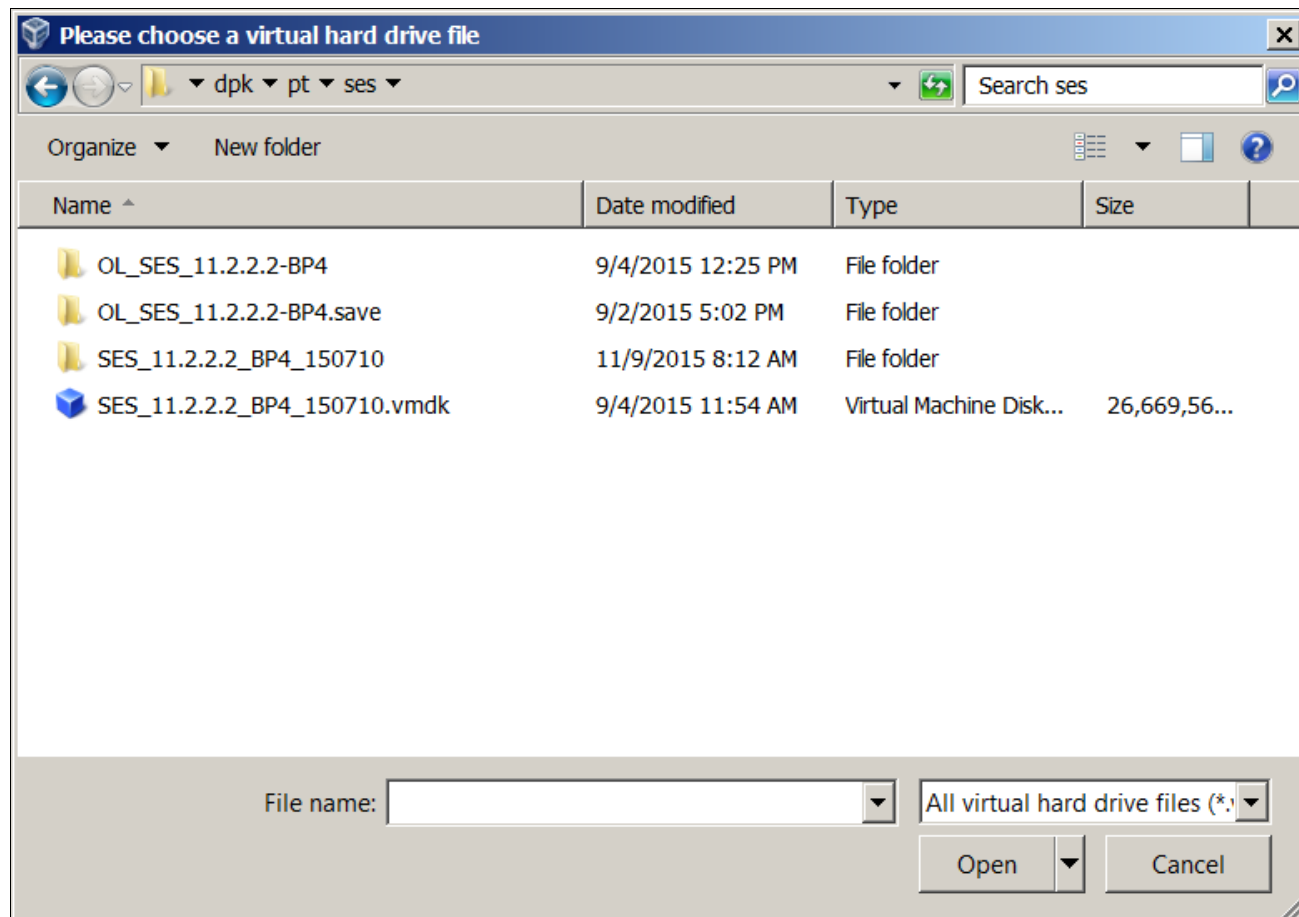 Please choose a virtual hard drive file
dpk pt ses Search ses
Organize New folder
Name Date modified Type Size
OL_SES_11.2.2.2-BP4 9/4/2015 12:25 PM File folder
OL_SES_11.2.2.2-BP4.save 9/2/2015 5:02 PM File folder
SES_11.2.2.2_BP4_150710 11/9/2015 8:12 AM File folder
SES_11.2.2.2_BP4_150710.vmdk 9/4/2015 11:54 AM Virtual Machine Disk... 26,669,56...
File name: All virtual hard drive files (*.v
Open Cancel